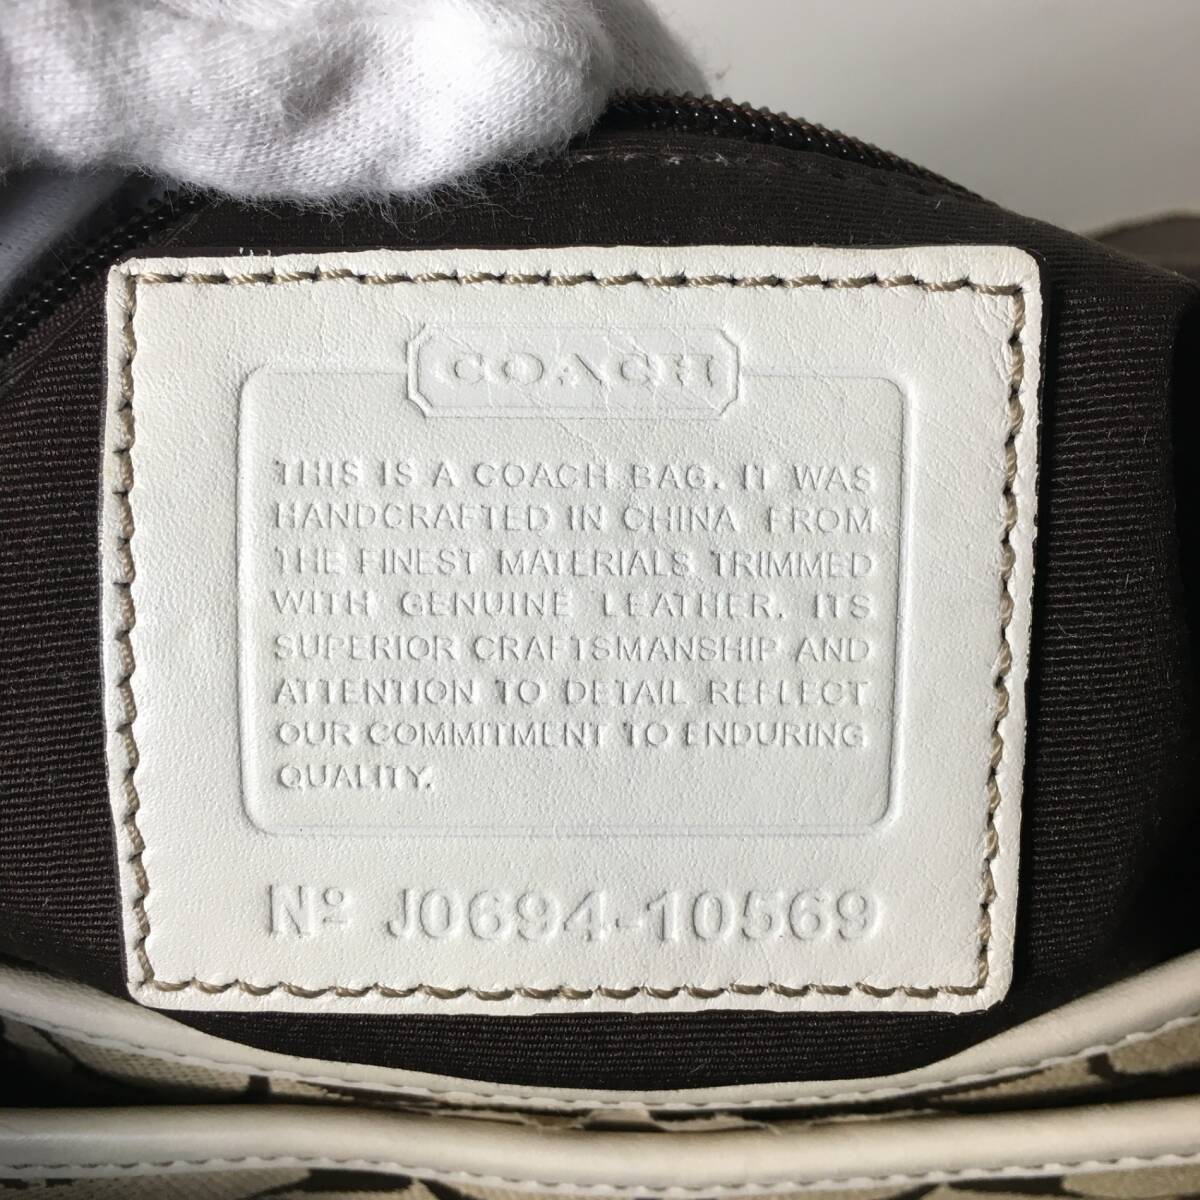 COACH
THIS IS A COACH BAG. IT WAS
HANDCRAFTED IN CHINA FROM
THE FINEST MATERIALS TRIMMED
WITH GENUINE LEATHER. ITS
SUPERIOR CRAFTSMANSHIP AND
ATTENTION TO DETAIL REFLECT
OUR COMMITMENT TO ENDURING
QUALITY.
Nº J0694-10569